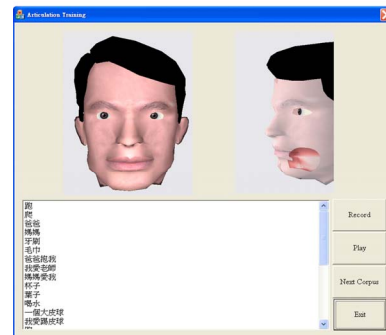 Articulation Training
跑
爬
爸爸
媽媽
牙刷
毛巾
爸爸抱我
我愛老師
媽媽愛我
杯子
葉子
喝水
一個大皮球
我愛踢皮球
Record
Play
Next Corpus
Exit